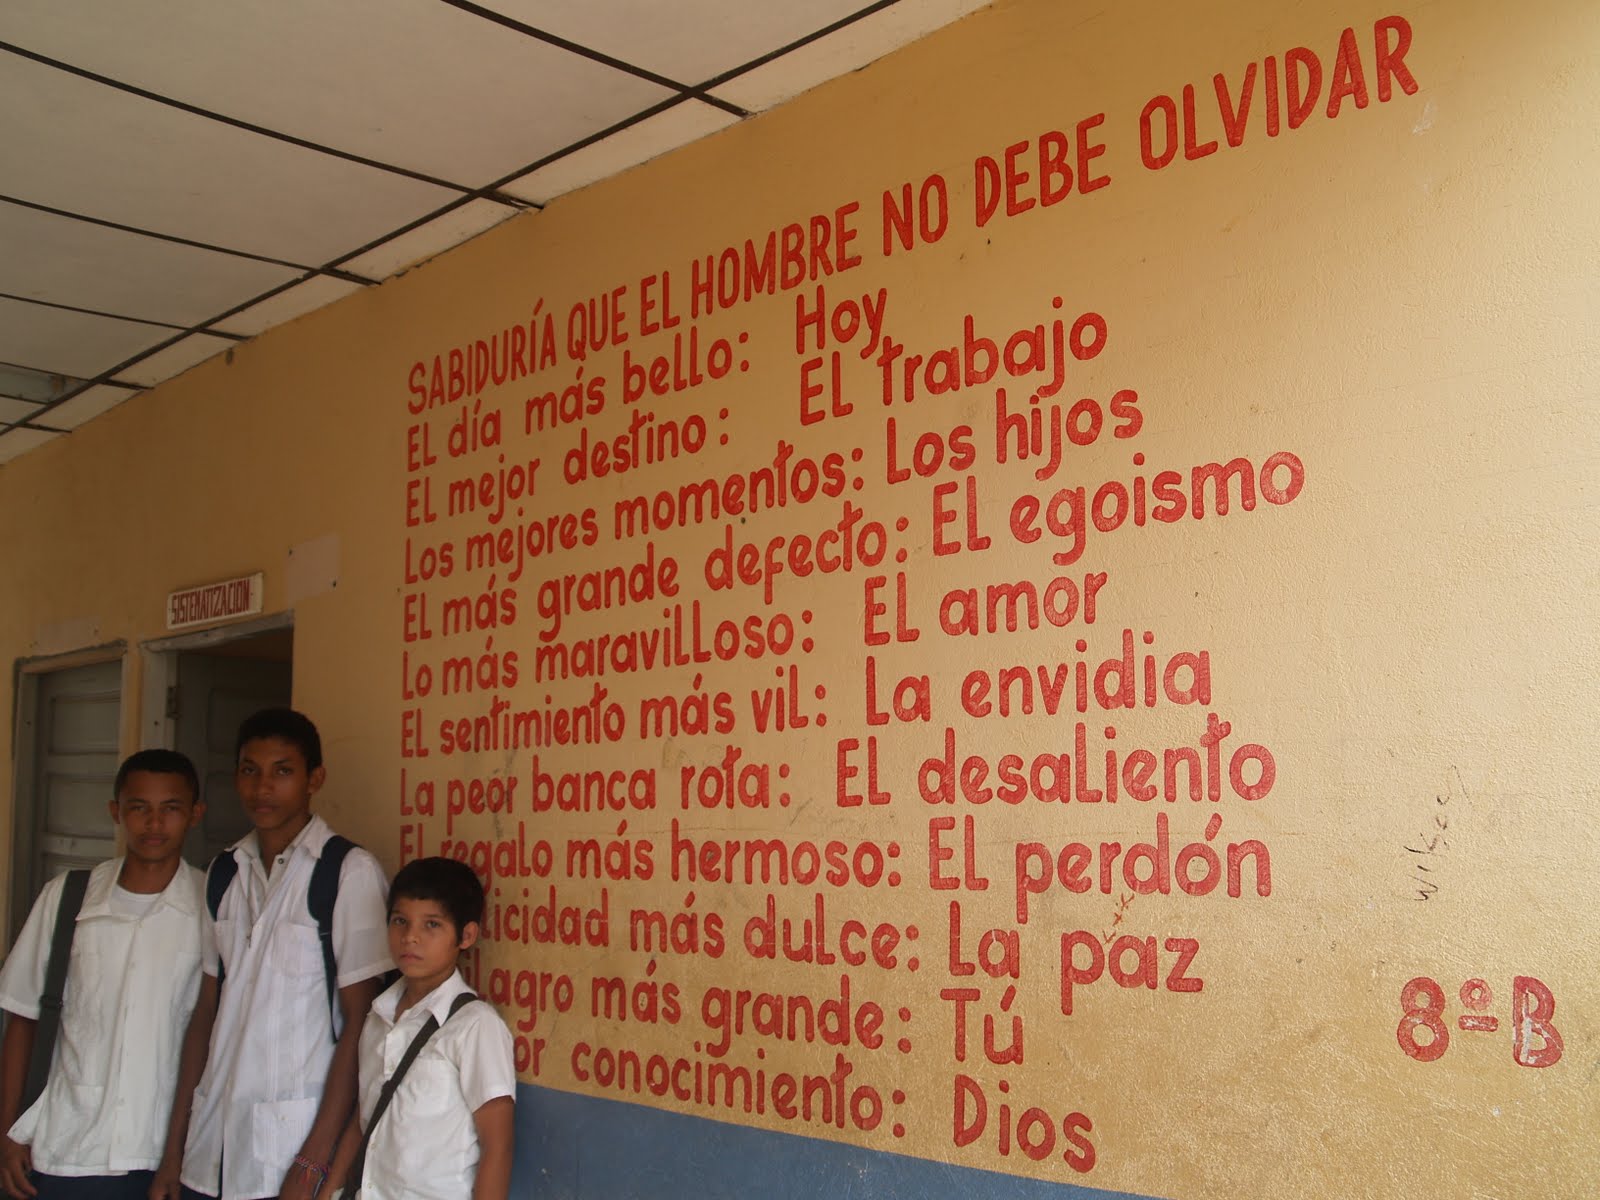 SABIDURÍA QUE EL HOMBRE NO DEBE OLVIDAR
El día más bello: Hoy
El mejor destino: El trabajo
Los mejores momentos: Los hijos
El más grande defecto: El egoismo
Lo más maravilloso: El amor
El sentimiento más vil: La envidia
La peor banca rota: El desaliento
El regalo más hermoso: El perdón
licidad más dulce: La paz
lagro más grande: Tú
or conocimiento: Dios
8º B
SISTEMATIZACION